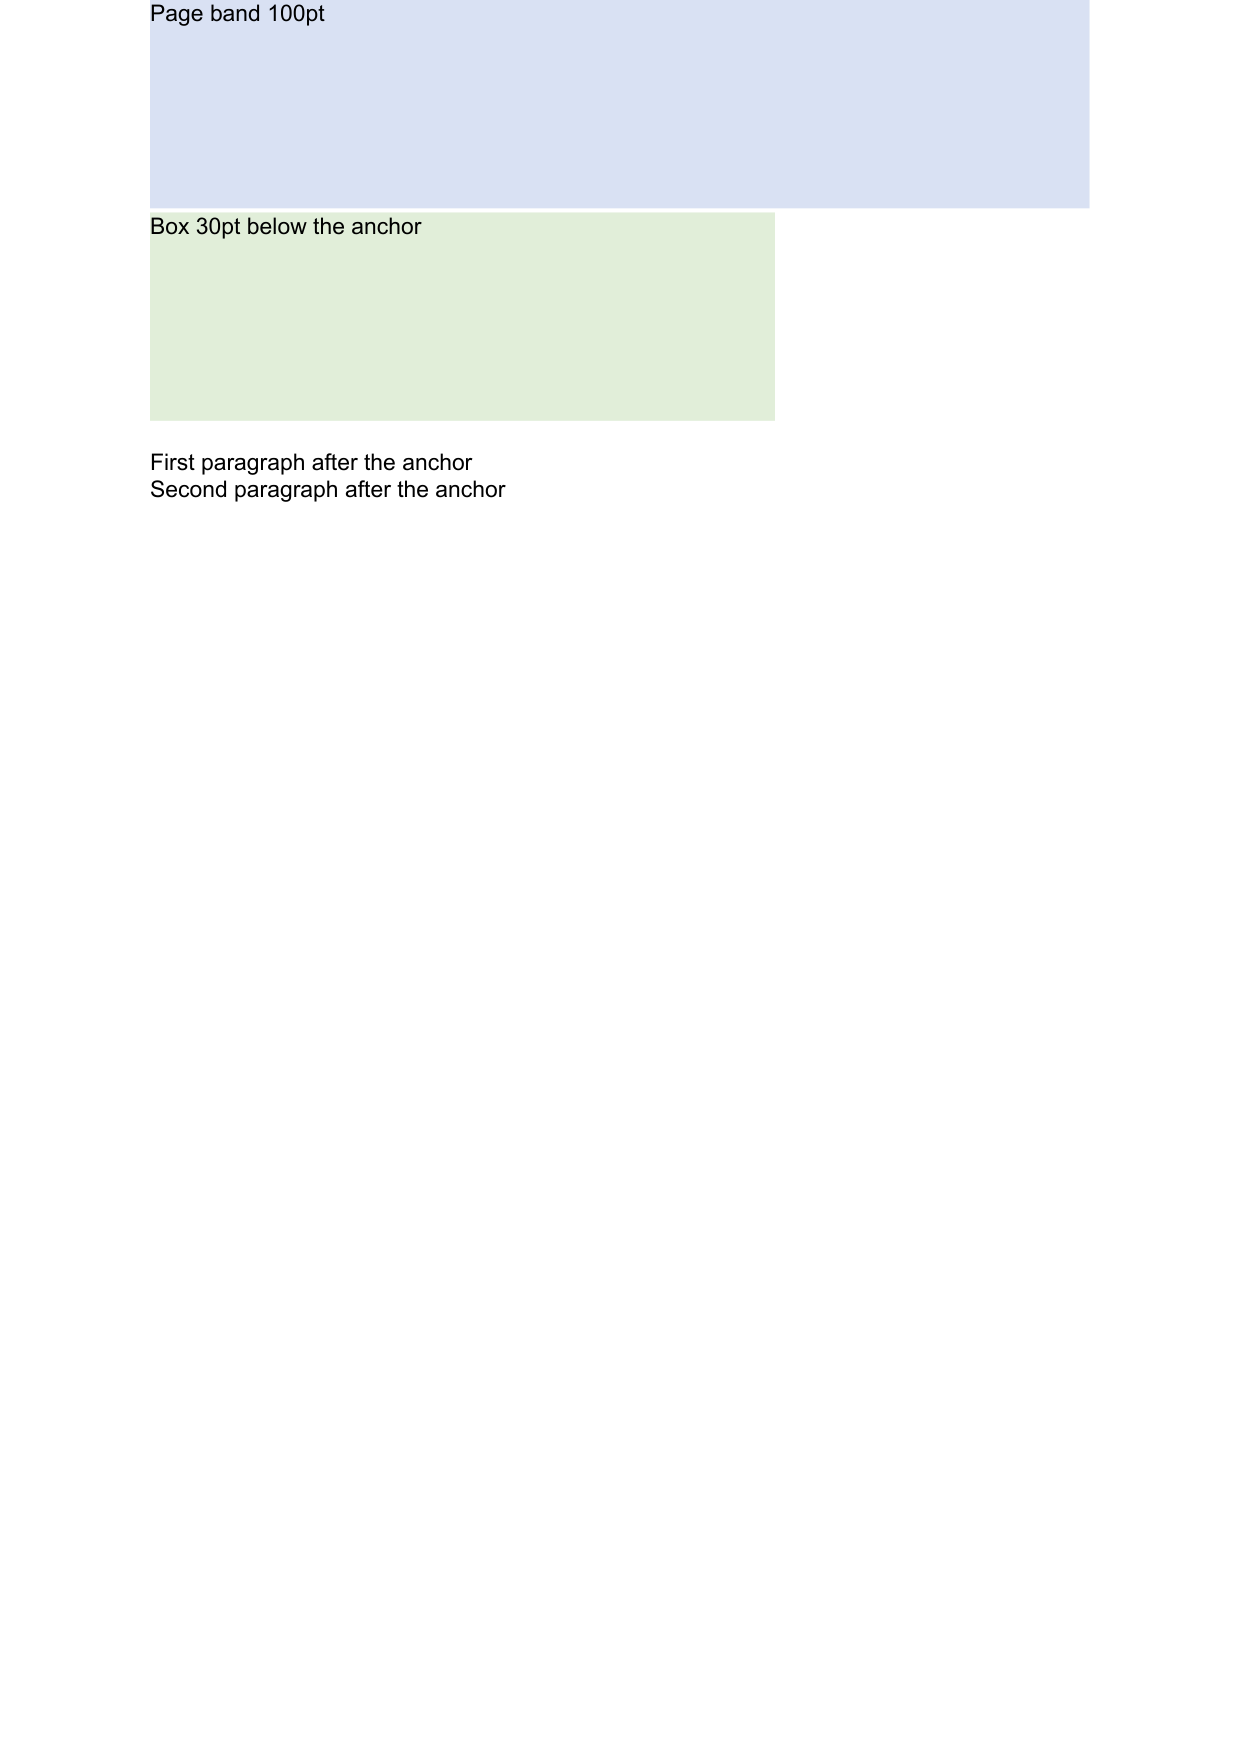 Page band 100pt
Box 30pt below the anchor
First paragraph after the anchor
Second paragraph after the anchor